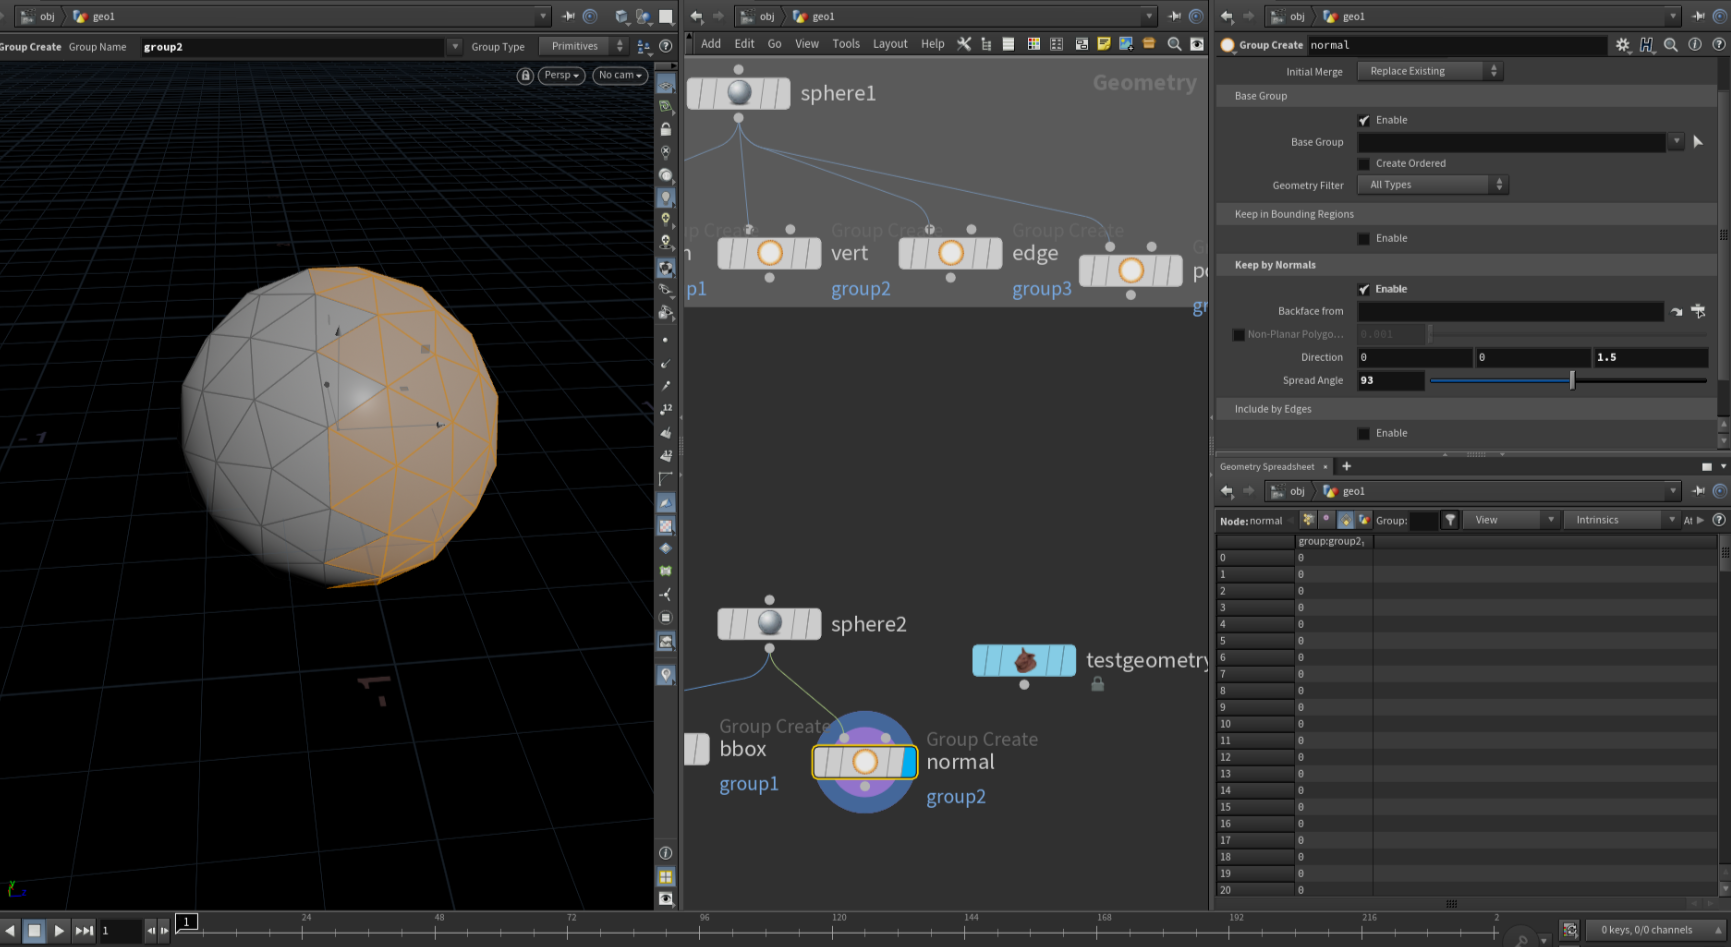 obj geo1
Group Create Group Name group2 Group Type Primitives
Persp No cam
-1
-1
y
z
12
42
obj geo1
Add Edit Go View Tools Layout Help
Geometry
sphere1
Group Create Group Create
vert edge
p1 group2 group3
sphere2
testgeometry
Group Create
bbox
group1
Group Create
normal
group2
obj geo1
Group Create normal
Initial Merge Replace Existing
Base Group
Enable
Base Group
Create Ordered
Geometry Filter All Types
Keep in Bounding Regions
Enable
Keep by Normals
Enable
Backface from
Non-Planar Polygo... 0.001
Direction 0 0 1.5
Spread Angle 93
Include by Edges
Enable
Geometry Spreadsheet
obj geo1
Node: normal Group: View Intrinsics At
group:group2
0 0
1 0
2 0
3 0
4 0
5 0
6 0
7 0
8 0
9 0
10 0
11 0
12 0
13 0
14 0
15 0
16 0
17 0
18 0
19 0
20 0
1 1 24 48 72 96 120 144 168 192 216 2
0 keys, 0/0 channels